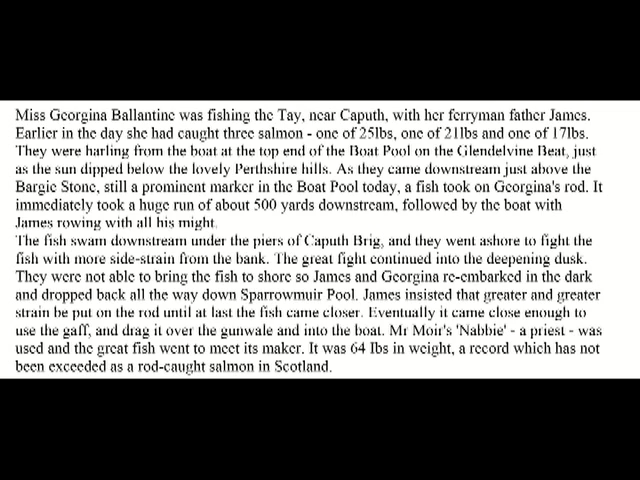 Miss Georgina Ballantine was fishing the Tay, near Caputh, with her ferryman father James.
Earlier in the day she had caught three salmon - one of 25lbs, one of 21lbs and one of 17lbs.
They were harling from the boat at the top end of the Boat Pool on the Glendelvine Beat, just
as the sun dipped below the lovely Perthshire hills. As they came downstream just above the
Bargie Stone, still a prominent marker in the Boat Pool today, a fish took on Georgina's rod. It
immediately took a huge run of about 500 yards downstream, followed by the boat with
James rowing with all his might.
The fish swam downstream under the piers of Caputh Brig, and they went ashore to fight the
fish with more side-strain from the bank. The great fight continued into the deepening dusk.
They were not able to bring the fish to shore so James and Georgina re-embarked in the dark
and dropped back all the way down Sparrowmuir Pool. James insisted that greater and greater
strain be put on the rod until at last the fish came closer. Eventually it came close enough to
use the gaff, and drag it over the gunwale and into the boat. Mr Moir's 'Nabbie' - a priest - was
used and the great fish went to meet its maker. It was 64 lbs in weight, a record which has not
been exceeded as a rod-caught salmon in Scotland.